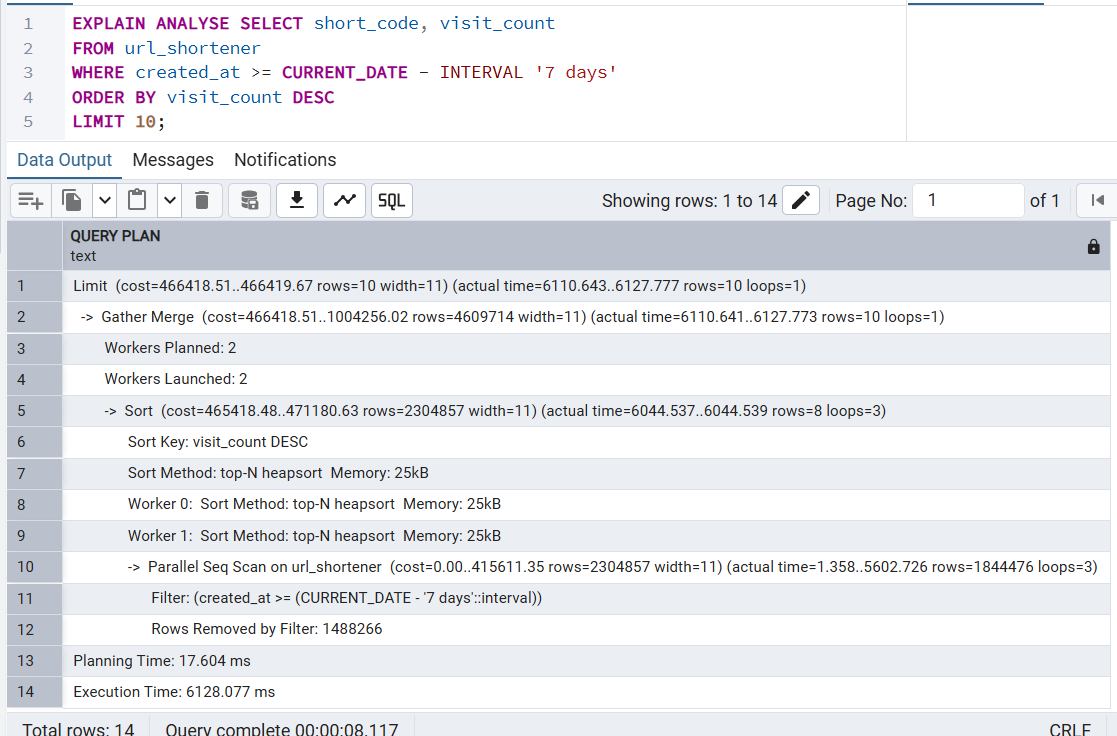 1 EXPLAIN ANALYSE SELECT short_code, visit_count
2 FROM url_shortener
3 WHERE created_at >= CURRENT_DATE - INTERVAL '7 days'
4 ORDER BY visit_count DESC
5 LIMIT 10;
Data Output Messages Notifications
SQL Showing rows: 1 to 14 Page No: 1 of 1
QUERY PLAN
text
1 Limit (cost=466418.51..466419.67 rows=10 width=11) (actual time=6110.643..6127.777 rows=10 loops=1)
2 -> Gather Merge (cost=466418.51..1004256.02 rows=4609714 width=11) (actual time=6110.641..6127.773 rows=10 loops=1)
3 Workers Planned: 2
4 Workers Launched: 2
5 -> Sort (cost=465418.48..471180.63 rows=2304857 width=11) (actual time=6044.537..6044.539 rows=8 loops=3)
6 Sort Key: visit_count DESC
7 Sort Method: top-N heapsort Memory: 25kB
8 Worker 0: Sort Method: top-N heapsort Memory: 25kB
9 Worker 1: Sort Method: top-N heapsort Memory: 25kB
10 -> Parallel Seq Scan on url_shortener (cost=0.00..415611.35 rows=2304857 width=11) (actual time=1.358..5602.726 rows=1844476 loops=3)
11 Filter: (created_at >= (CURRENT_DATE - '7 days'::interval))
12 Rows Removed by Filter: 1488266
13 Planning Time: 17.604 ms
14 Execution Time: 6128.077 ms
Total rows: 14 Query complete 00:00:08.117 CRLF